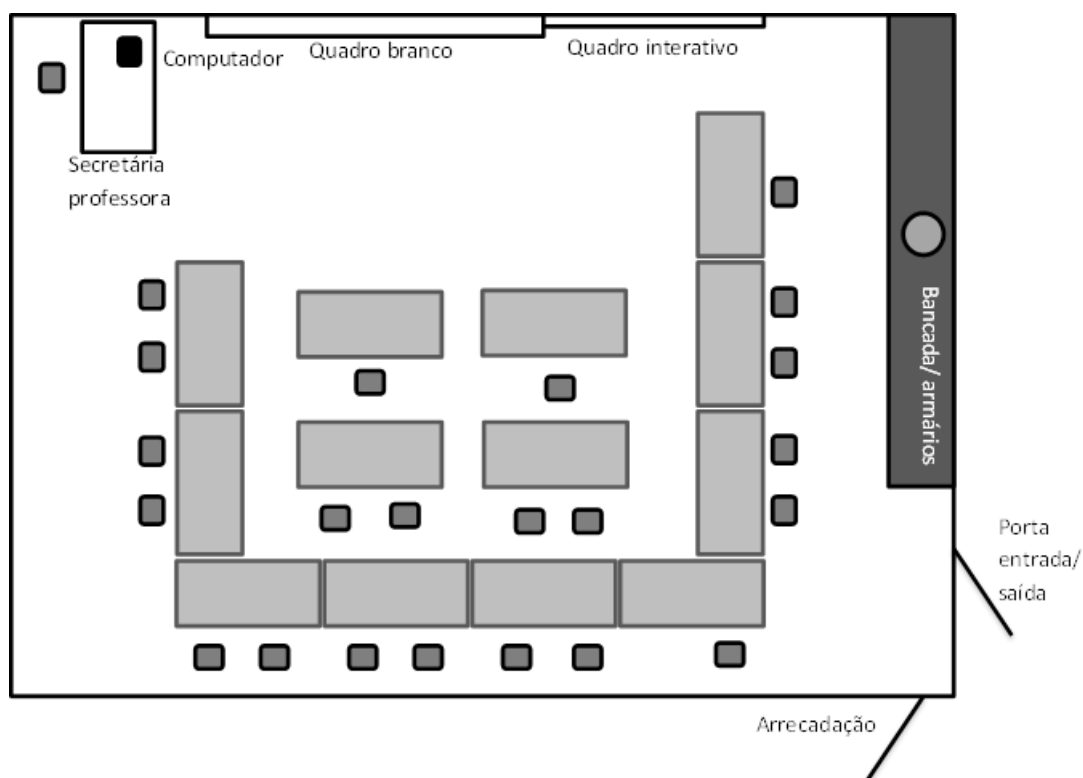 Computador
Quadro branco
Quadro interativo
Secretária
professora
Bancada/ armários
Porta
entrada/
saída
Arrecadação